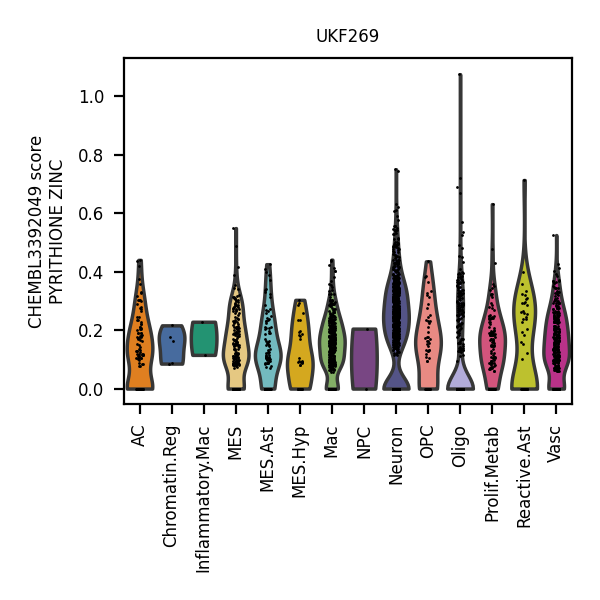 UKF269
CHEMBL3392049 score
PYRITHIONE ZINC
1.0
0.8
0.6
0.4
0.2
0.0
AC
Chromatin.Reg
Inflammatory.Mac
MES
MES.Ast
MES.Hyp
Mac
NPC
Neuron
OPC
Oligo
Prolif.Metab
Reactive.Ast
Vasc